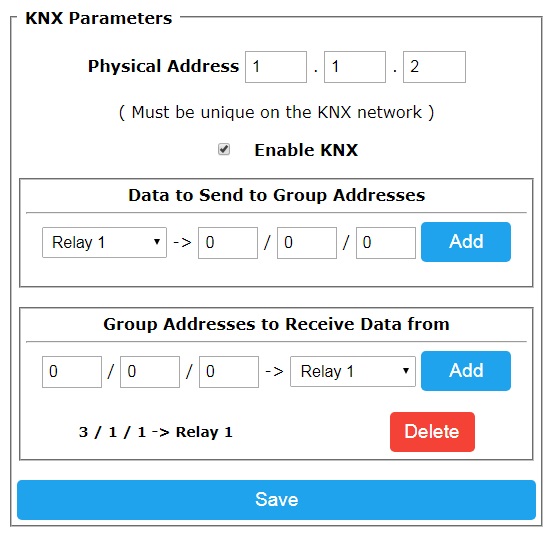 KNX Parameters
Physical Address 1 . 1 . 2
( Must be unique on the KNX network )
Enable KNX
Data to Send to Group Addresses
Relay 1 -> 0 / 0 / 0 Add
Group Addresses to Receive Data from
0 / 0 / 0 -> Relay 1 Add
3 / 1 / 1 -> Relay 1 Delete
Save